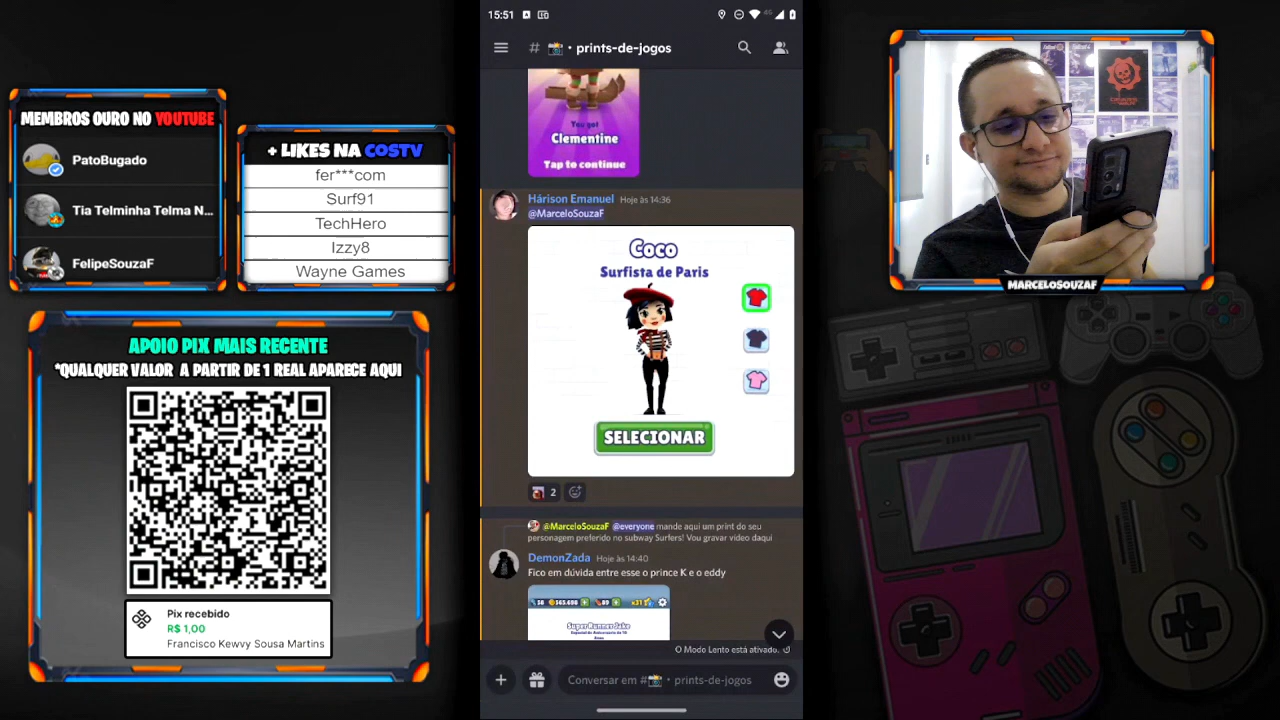 MEMBROS OURO NO YOUTUBE
PatoBugado
Tia Telminha Telma N...
FelipeSouzaF
+ LIKES NA COSTV
fer***com
Surf91
TechHero
Izzy8
Wayne Games
APOIO PIX MAIS RECENTE
*QUALQUER VALOR A PARTIR DE 1 REAL APARECE AQUI
Pix recebido
R$ 1,00
Francisco Kewvy Sousa Martins
15:51
4G
# 📸・prints-de-jogos
You got
Clementine
Tap to continue
Hárison Emanuel Hoje às 14:36
@MarceloSouzaF
Coco
Surfista de Paris
SELECIONAR
2
@MarceloSouzaF @everyone mande aqui um print do seu
personagem preferido no subway Surfers! Vou gravar video daqui
DemonZada Hoje às 14:40
Fico em dúvida entre esse o prince K e o eddy
Super Runner Jake
O Modo Lento está ativado.
Conversar em #📸・prints-de-jogos
MARCELOSOUZAF